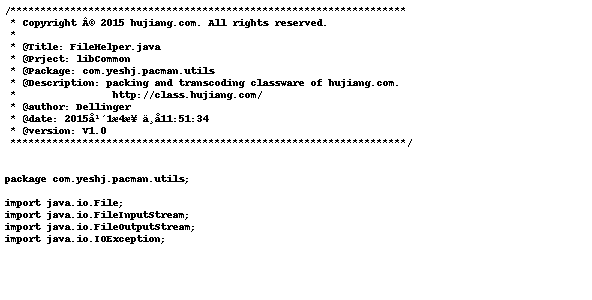 /******************************************************************
* Copyright Â© 2015 hujiang.com. All rights reserved.
*
* @Title: FileHelper.java
* @Prject: libCommon
* @Package: com.yeshj.pacman.utils
* @Description: packing and transcoding classware of hujiang.com.
* http://class.hujiang.com/
* @author: Dellinger
* @date: 2015å¹´1æ4æ¥ ä¸å11:51:34
* @version: V1.0
******************************************************************/
package com.yeshj.pacman.utils;
import java.io.File;
import java.io.FileInputStream;
import java.io.FileOutputStream;
import java.io.IOException;